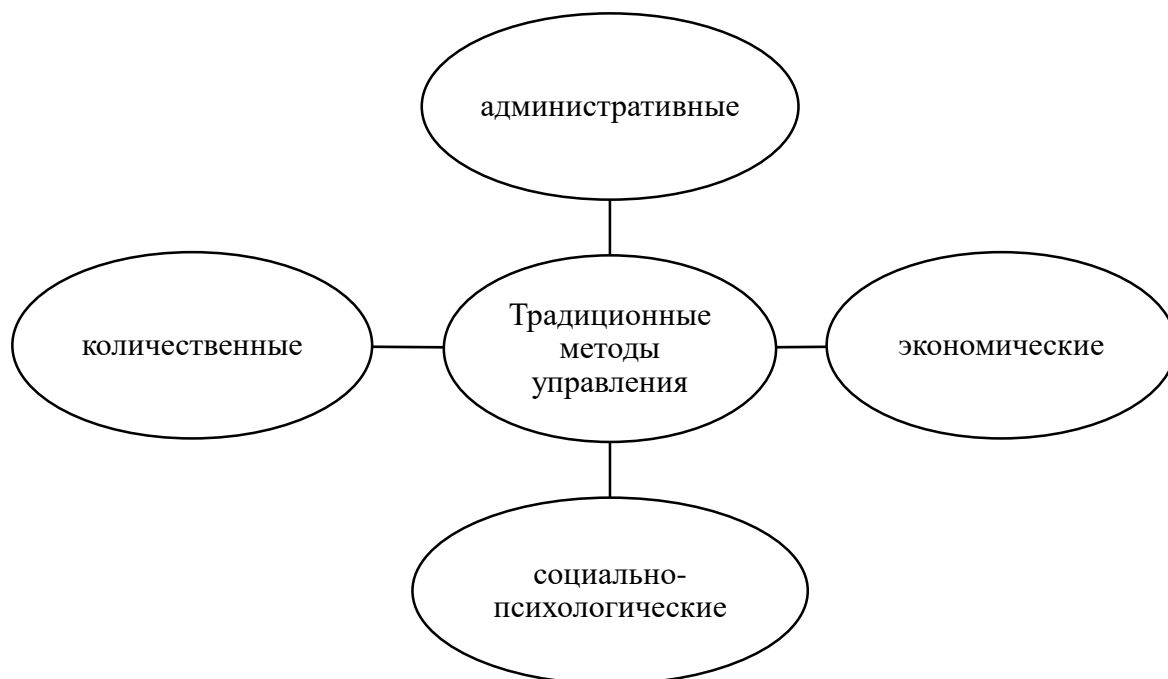 административные
количественные
Традиционные
методы
управления
экономические
социально-
психологические